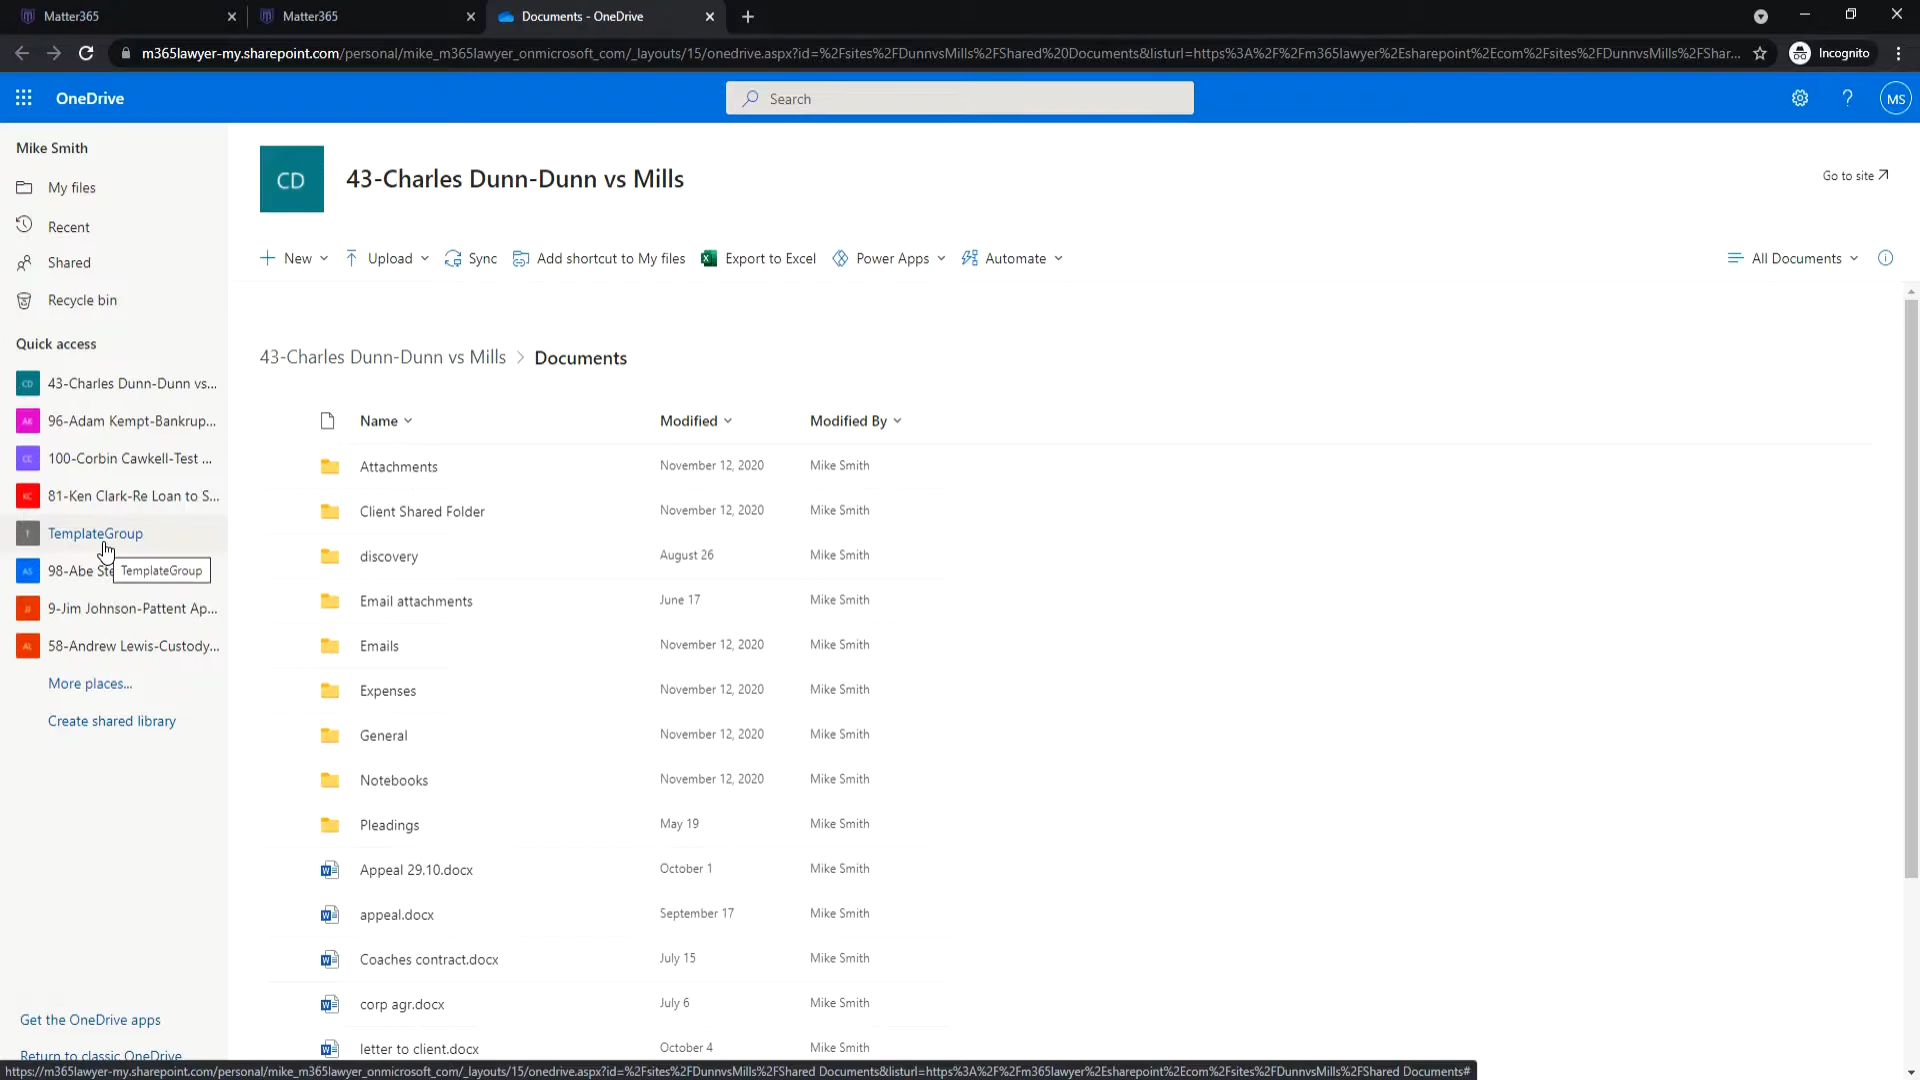 Matter365
Matter365
Documents - OneDrive
m365lawyer-my.sharepoint.com/personal/mike_m365lawyer_onmicrosoft_com/_layouts/15/onedrive.aspx?id=%2Fsites%2FDunnvsMills%2FShared%20Documents&listurl=https%3A%2F%2Fm365lawyer%2Esharepoint%2Ecom%2Fsites%2FDunnvsMills%2FShar...
Incognito
OneDrive
Search
?
MS
Mike Smith
My files
Recent
Shared
Recycle bin
Quick access
CD 43-Charles Dunn-Dunn vs...
AK 96-Adam Kempt-Bankrup...
CC 100-Corbin Cawkell-Test ...
KC 81-Ken Clark-Re Loan to S...
T TemplateGroup
AS 98-Abe Ste
TemplateGroup
JJ 9-Jim Johnson-Pattent Ap...
AL 58-Andrew Lewis-Custody...
More places...
Create shared library
Get the OneDrive apps
Return to classic OneDrive
CD
43-Charles Dunn-Dunn vs Mills
Go to site
New
Upload
Sync
Add shortcut to My files
Export to Excel
Power Apps
Automate
All Documents
43-Charles Dunn-Dunn vs Mills > Documents
Name Modified Modified By
Attachments November 12, 2020 Mike Smith
Client Shared Folder November 12, 2020 Mike Smith
discovery August 26 Mike Smith
Email attachments June 17 Mike Smith
Emails November 12, 2020 Mike Smith
Expenses November 12, 2020 Mike Smith
General November 12, 2020 Mike Smith
Notebooks November 12, 2020 Mike Smith
Pleadings May 19 Mike Smith
Appeal 29.10.docx October 1 Mike Smith
appeal.docx September 17 Mike Smith
Coaches contract.docx July 15 Mike Smith
corp agr.docx July 6 Mike Smith
letter to client.docx October 4 Mike Smith
https://m365lawyer-my.sharepoint.com/personal/mike_m365lawyer_onmicrosoft_com/_layouts/15/onedrive.aspx?id=%2Fsites%2FDunnvsMills%2FShared Documents&listurl=https%3A%2F%2Fm365lawyer%2Esharepoint%2Ecom%2Fsites%2FDunnvsMills%2FShared Documents#